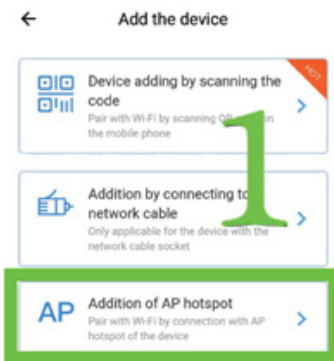 Add the device
HOT
Device adding by scanning the
code
Pair with Wi-Fi by scanning QR on
the mobile phone
1
Addition by connecting to
network cable
Only applicable for the device with the
network cable socket
AP
Addition of AP hotspot
Pair with Wi-Fi by connection with AP
hotspot of the device